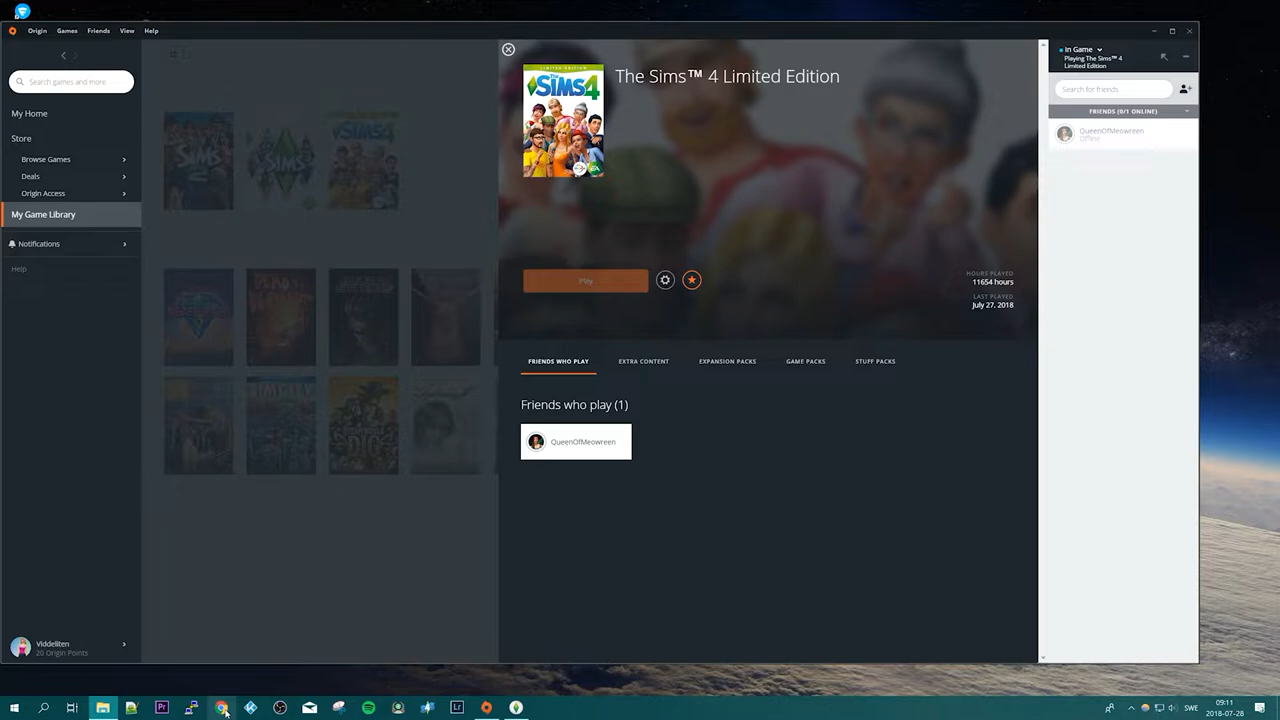 Origin Games Friends View Help
Search games and more
My Home
Store
Browse Games
Deals
Origin Access
My Game Library
Notifications
Help
Viddeliten
20 Origin Points
LIMITED EDITION
The SIMS 4
The Sims™ 4 Limited Edition
Play
HOURS PLAYED
11654 hours
LAST PLAYED
July 27, 2018
FRIENDS WHO PLAY EXTRA CONTENT EXPANSION PACKS GAME PACKS STUFF PACKS
Friends who play (1)
QueenOfMeowreen
In Game
Playing The Sims™ 4
Limited Edition
Search for friends
FRIENDS (0/1 ONLINE)
QueenOfMeowreen
Offline
Pr
Lr
SWE
09:11
2018-07-28